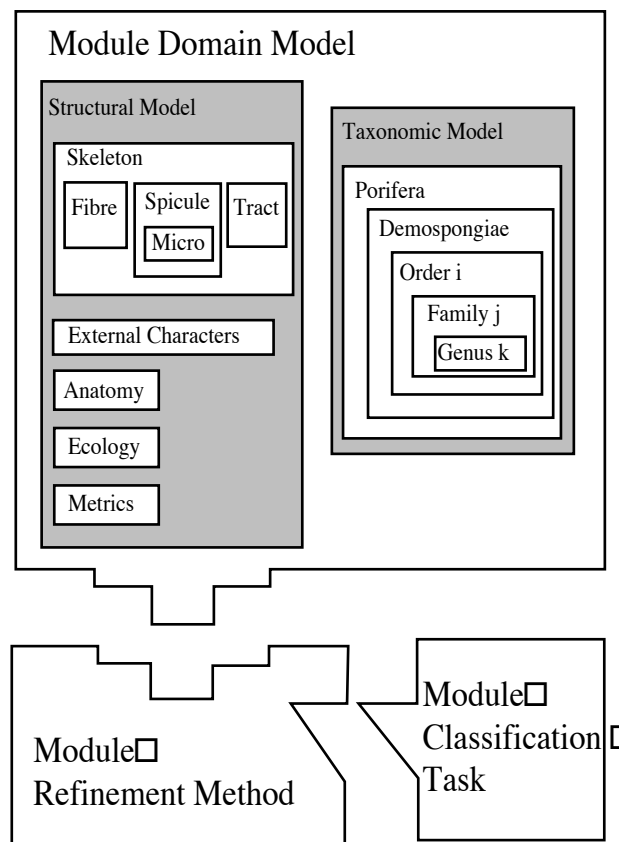 Module Domain Model
Structural Model
Skeleton
Fibre
Spicule
Micro
Tract
External Characters
Anatomy
Ecology
Metrics
Taxonomic Model
Porifera
Demospongiae
Order i
Family j
Genus k
Module□
Refinement Method
Module□
Classification □
Task